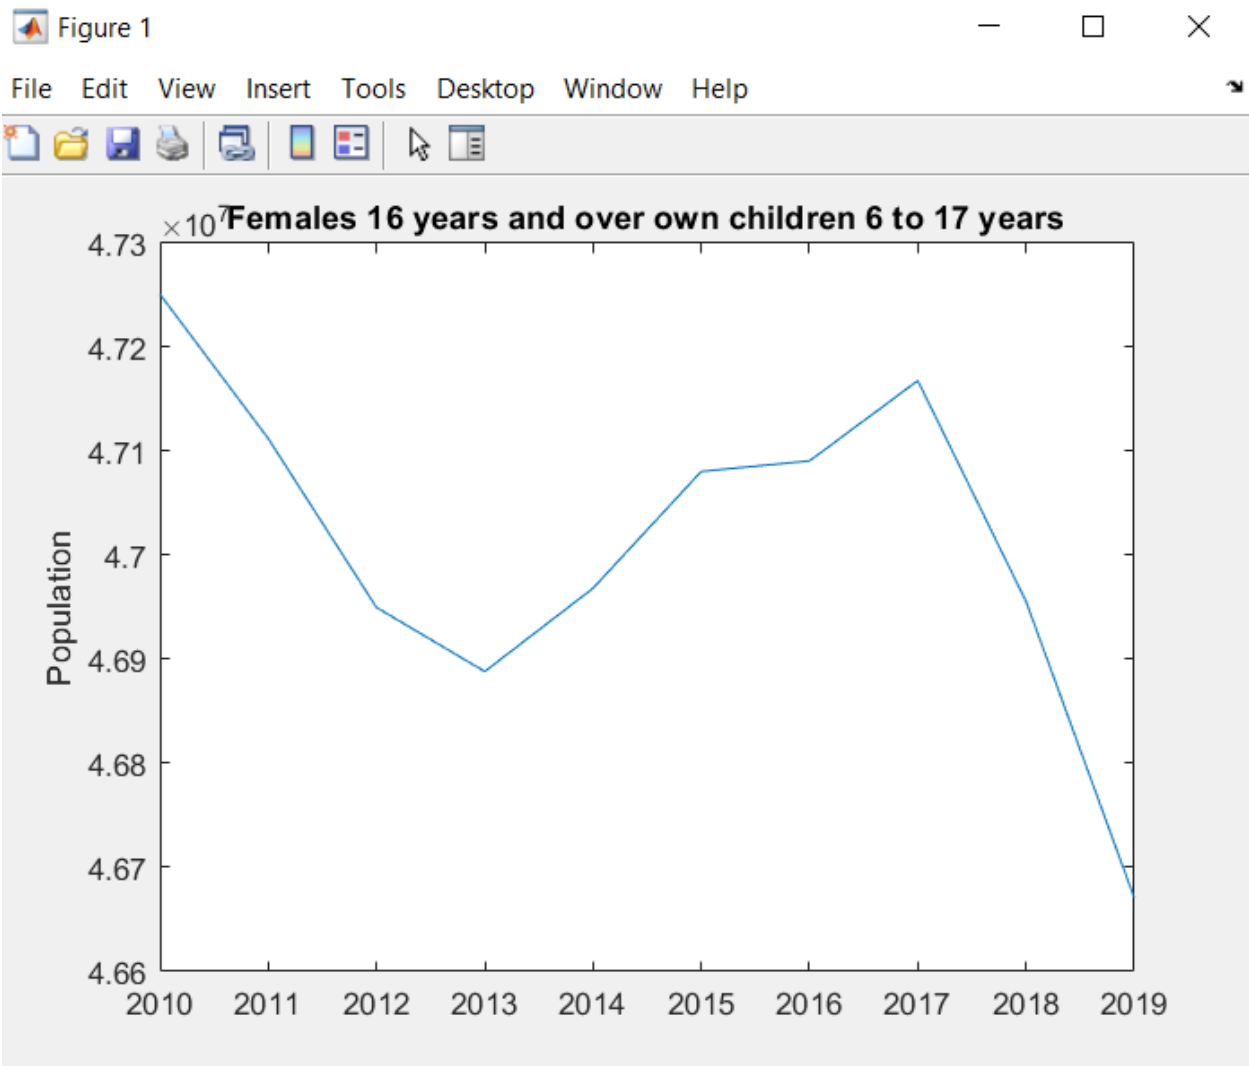 Figure 1
File Edit View Insert Tools Desktop Window Help
×10⁷
Females 16 years and over own children 6 to 17 years
4.73
4.72
4.71
4.7
4.69
4.68
4.67
4.66
Population
2010 2011 2012 2013 2014 2015 2016 2017 2018 2019